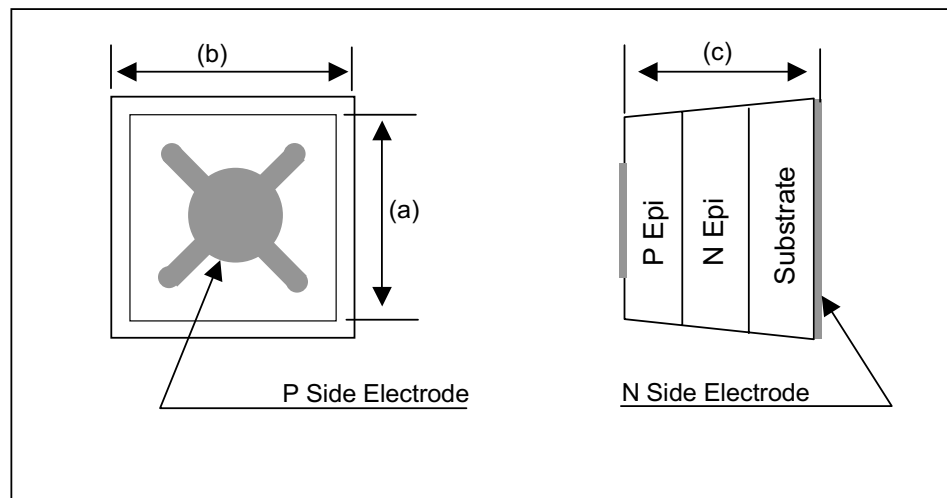 (b)
(c)
(a)
P Epi
N Epi
Substrate
P Side Electrode
N Side Electrode